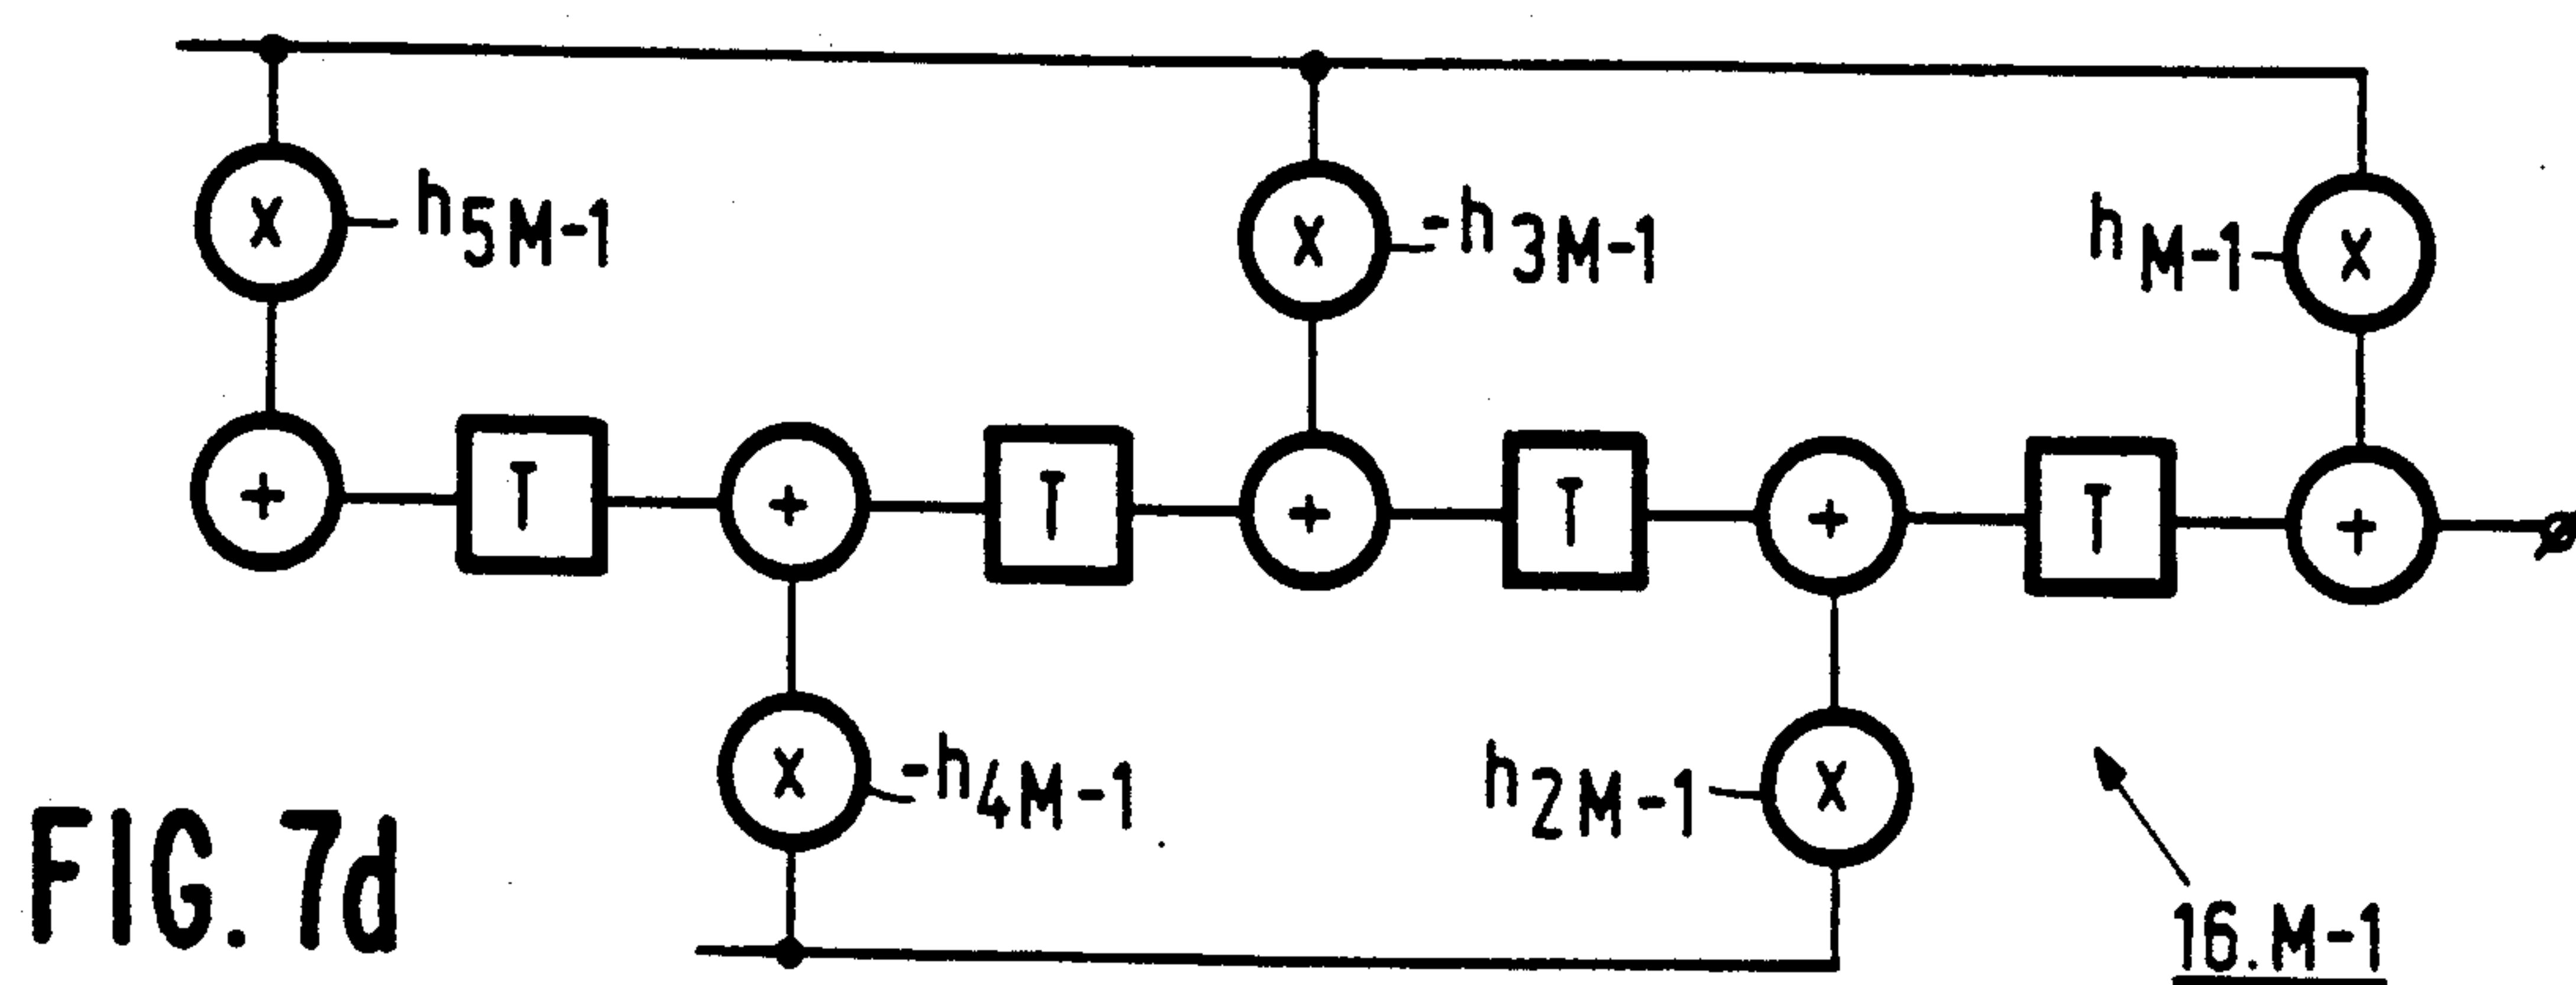 X h5M-1
X -h3M-1
hM-1 X
+ T + T + T + T +
X -h4M-1
h2M-1 X
FIG. 7d
16.M-1